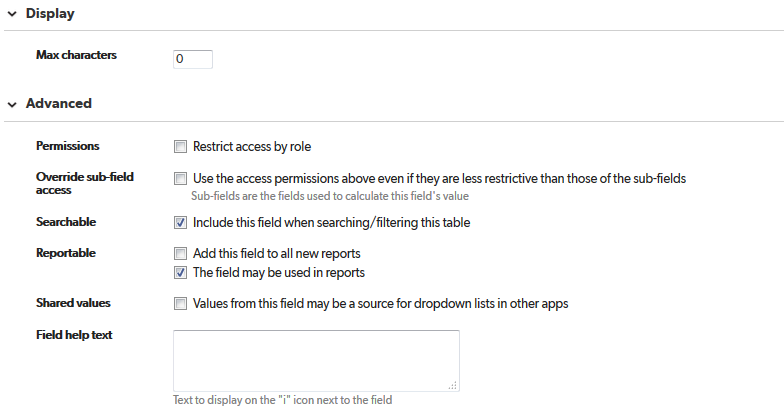 Display
Max characters
0
Advanced
Permissions
Restrict access by role
Override sub-field
access
Use the access permissions above even if they are less restrictive than those of the sub-fields
Sub-fields are the fields used to calculate this field's value
Searchable
Include this field when searching/filtering this table
Reportable
Add this field to all new reports
The field may be used in reports
Shared values
Values from this field may be a source for dropdown lists in other apps
Field help text
Text to display on the "i" icon next to the field